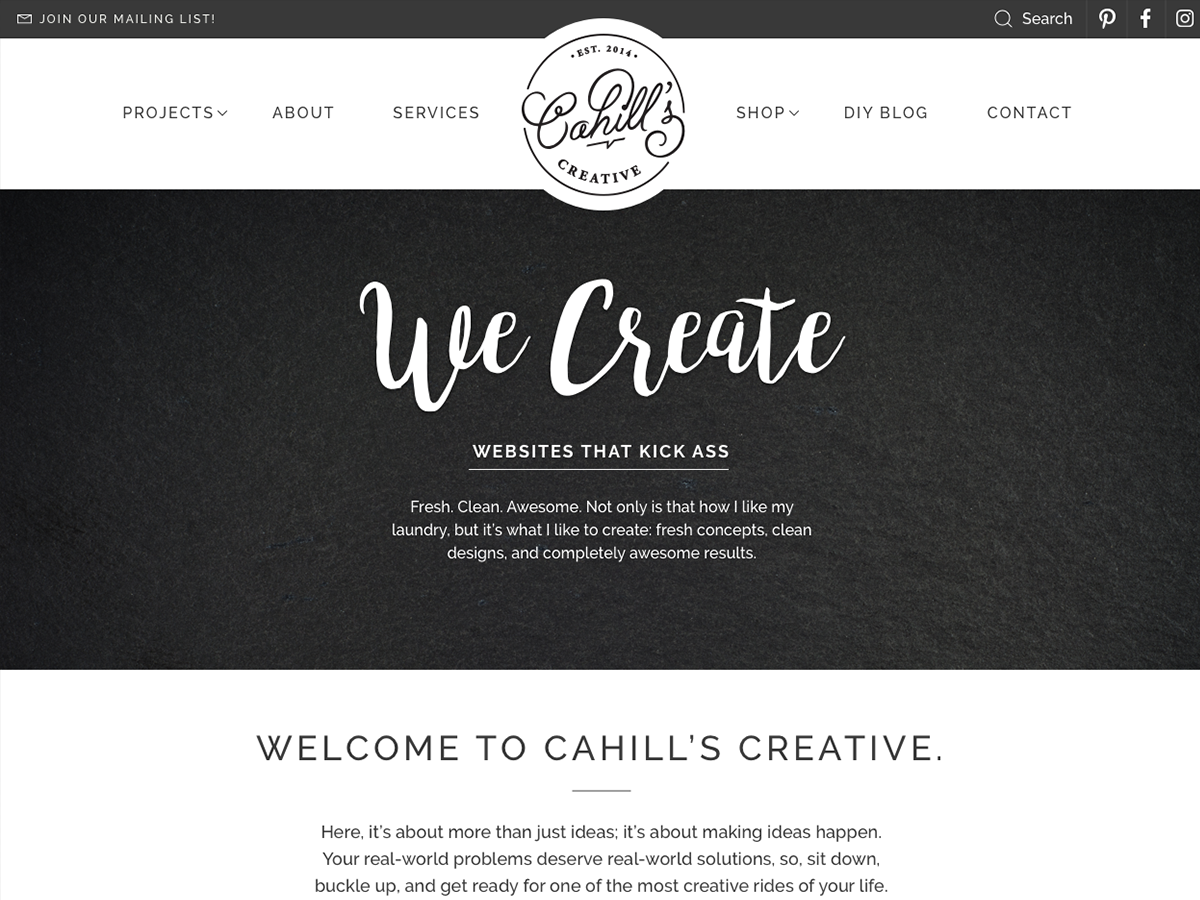 JOIN OUR MAILING LIST!
Search
PROJECTS
ABOUT
SERVICES
• EST. 2014 •
Cahill's
CREATIVE
SHOP
DIY BLOG
CONTACT
We Create
WEBSITES THAT KICK ASS
Fresh. Clean. Awesome. Not only is that how I like my
laundry, but it’s what I like to create: fresh concepts, clean
designs, and completely awesome results.
WELCOME TO CAHILL’S CREATIVE.
Here, it’s about more than just ideas; it’s about making ideas happen.
Your real-world problems deserve real-world solutions, so, sit down,
buckle up, and get ready for one of the most creative rides of your life.